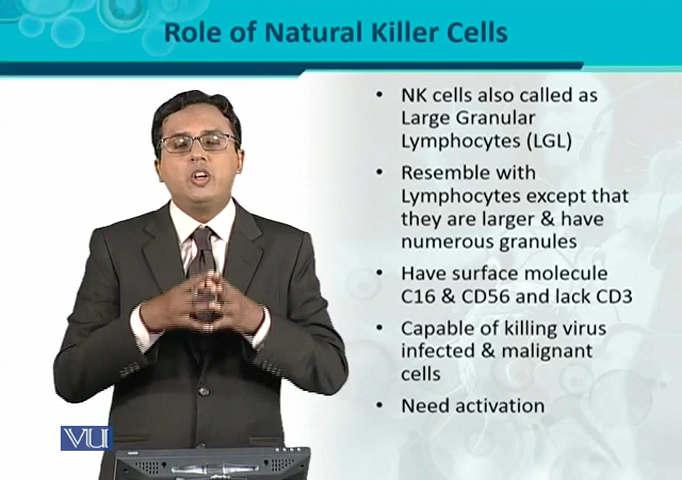 Role of Natural Killer Cells
• NK cells also called as
Large Granular
Lymphocytes (LGL)
• Resemble with
Lymphocytes except that
they are larger & have
numerous granules
• Have surface molecule
C16 & CD56 and lack CD3
• Capable of killing virus
infected & malignant
cells
• Need activation
VU